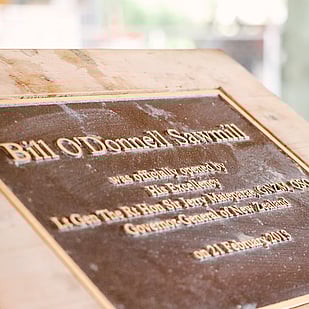 Bill O'Donnell Sawmill
was officially opened by
His Excellency
Lt Gen The Rt Hon Sir Jerry Mateparae, GNZM, QSO
Governor-General of New Zealand
on 21 February 2015